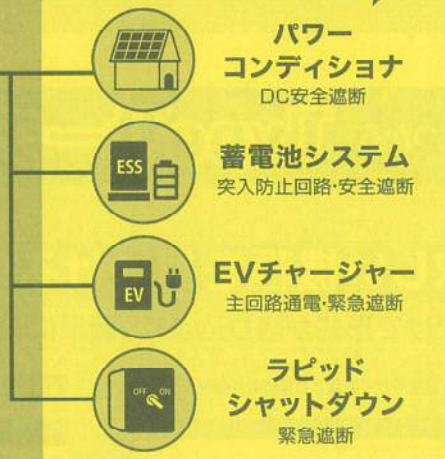 パワー
コンディショナ
DC安全遮断
ESS
蓄電池システム
突入防止回路・安全遮断
EV
EVチャージャー
主回路通電・緊急遮断
OFF ON
ラピッド
シャットダウン
緊急遮断